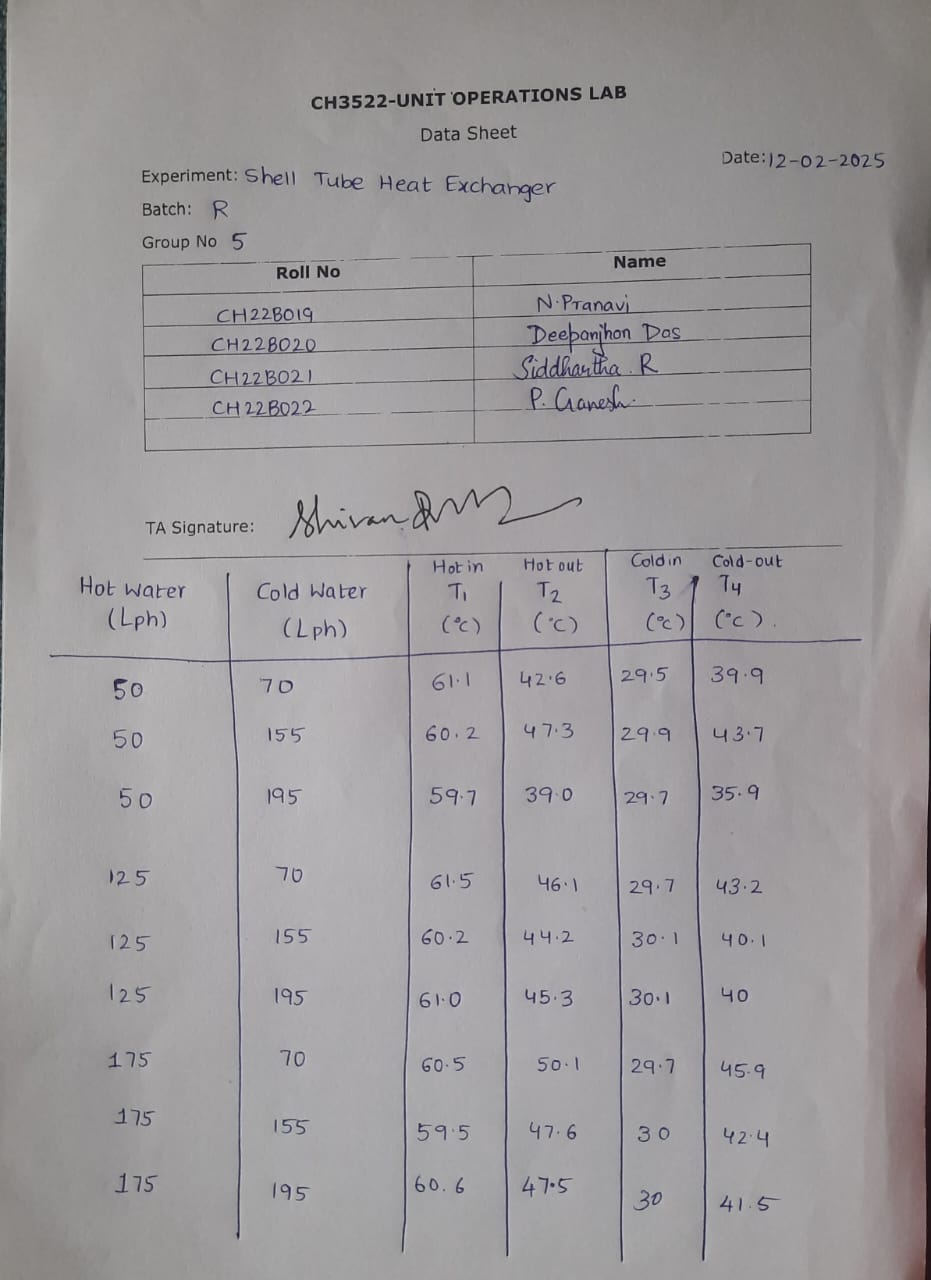 CH3522-UNIT OPERATIONS LAB
Data Sheet
Date: 12-02-2025
Experiment: Shell Tube Heat Exchanger
Batch: R
Group No 5
Roll No Name
CH22B019 N. Pranavi
CH22B020 Deepanjhon Das
CH22B021 Siddhartha. R
CH22B022 P. Ganesh.
TA Signature:
Hot in Hot out Cold in Cold-out
Hot Water Cold Water T1 T2 T3 T4
(Lph) (Lph) (°C) (°C) (°C) (°C).
50 70 61.1 42.6 29.5 39.9
50 155 60.2 47.3 29.9 43.7
50 195 59.7 39.0 29.7 35.9
125 70 61.5 46.1 29.7 43.2
125 155 60.2 44.2 30.1 40.1
125 195 61.0 45.3 30.1 40
175 70 60.5 50.1 29.7 45.9
175 155 59.5 47.6 30 42.4
175 195 60.6 47.5 30 41.5